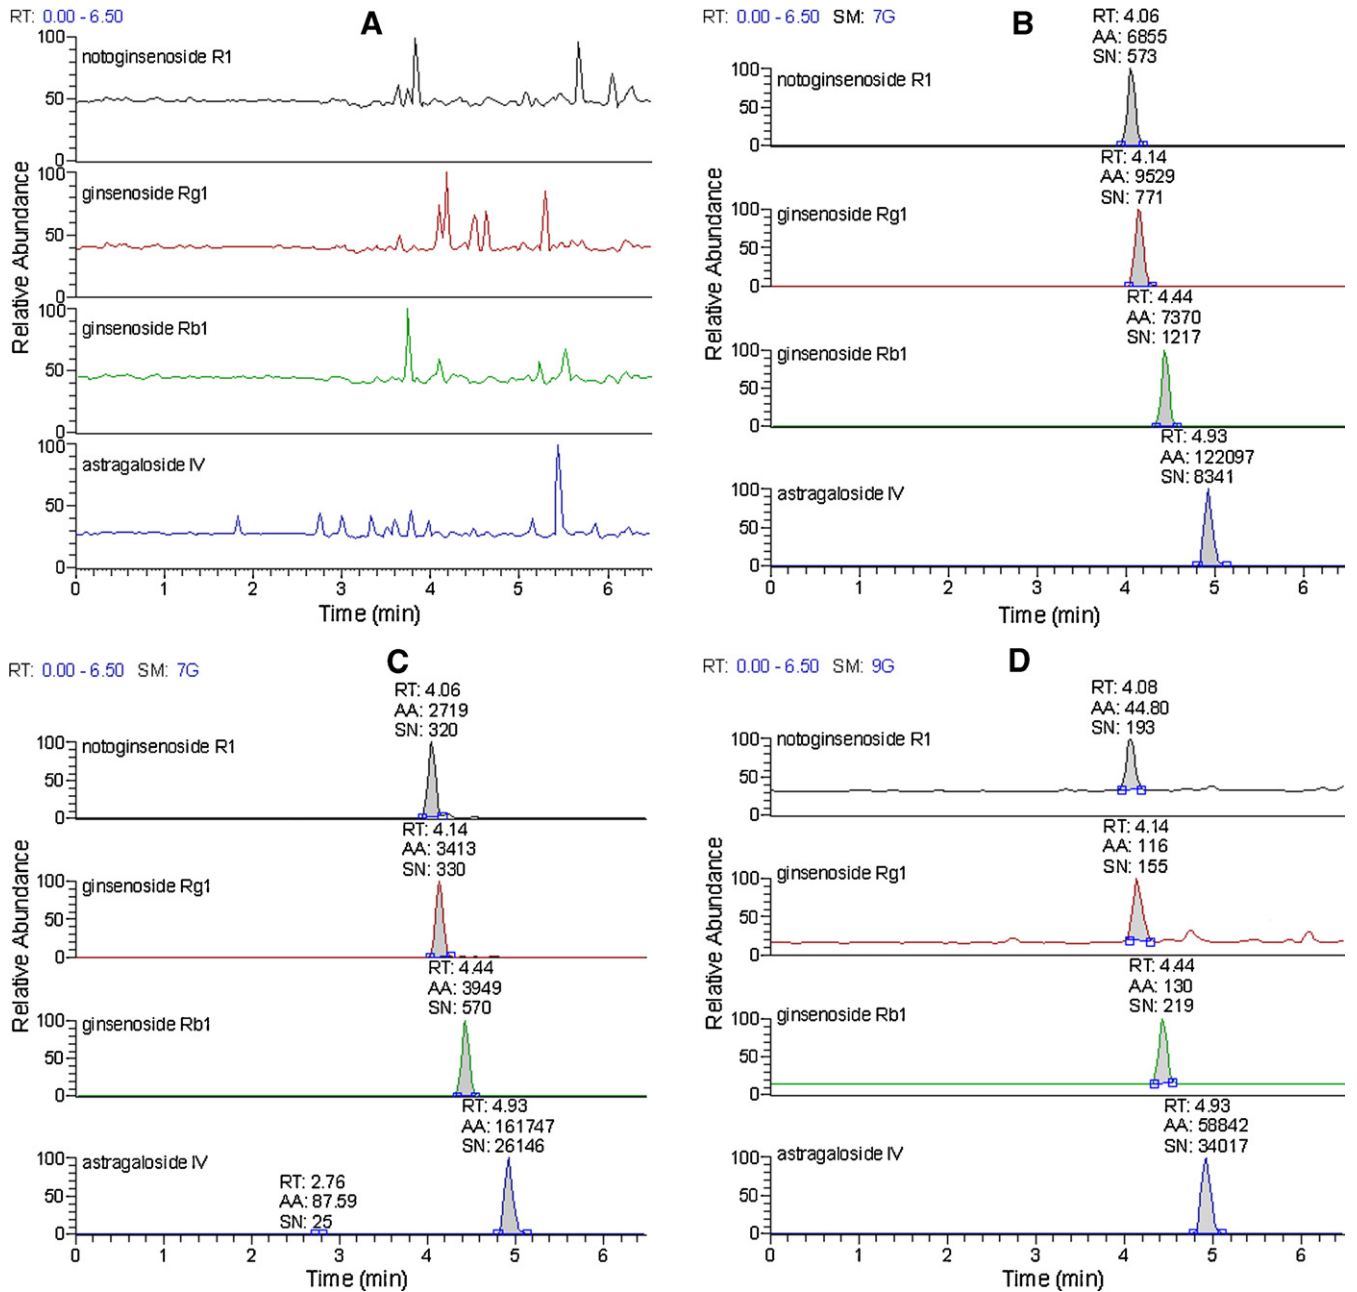 RT: 0.00 - 6.50
A
notoginsenoside R1
100
50
0
ginsenoside Rg1
100
50
0
ginsenoside Rb1
100
50
0
astragaloside IV
100
50
0
Relative Abundance
0 1 2 3 4 5 6
Time (min)
RT: 0.00 - 6.50 SM: 7G
B
RT: 4.06
AA: 6855
SN: 573
notoginsenoside R1
100
50
0
RT: 4.14
AA: 9529
SN: 771
ginsenoside Rg1
100
50
0
RT: 4.44
AA: 7370
SN: 1217
ginsenoside Rb1
100
50
0
RT: 4.93
AA: 122097
SN: 8341
astragaloside IV
100
50
0
Relative Abundance
0 1 2 3 4 5 6
Time (min)
RT: 0.00 - 6.50 SM: 7G
C
RT: 4.06
AA: 2719
SN: 320
notoginsenoside R1
100
50
0
RT: 4.14
AA: 3413
SN: 330
ginsenoside Rg1
100
50
0
RT: 4.44
AA: 3949
SN: 570
ginsenoside Rb1
100
50
0
RT: 4.93
AA: 161747
SN: 26146
astragaloside IV
RT: 2.76
AA: 87.59
SN: 25
100
50
0
Relative Abundance
0 1 2 3 4 5 6
Time (min)
RT: 0.00 - 6.50 SM: 9G
D
RT: 4.08
AA: 44.80
SN: 193
notoginsenoside R1
100
50
0
RT: 4.14
AA: 116
SN: 155
ginsenoside Rg1
100
50
0
RT: 4.44
AA: 130
SN: 219
ginsenoside Rb1
100
50
0
RT: 4.93
AA: 58842
SN: 34017
astragaloside IV
100
50
0
Relative Abundance
0 1 2 3 4 5 6
Time (min)